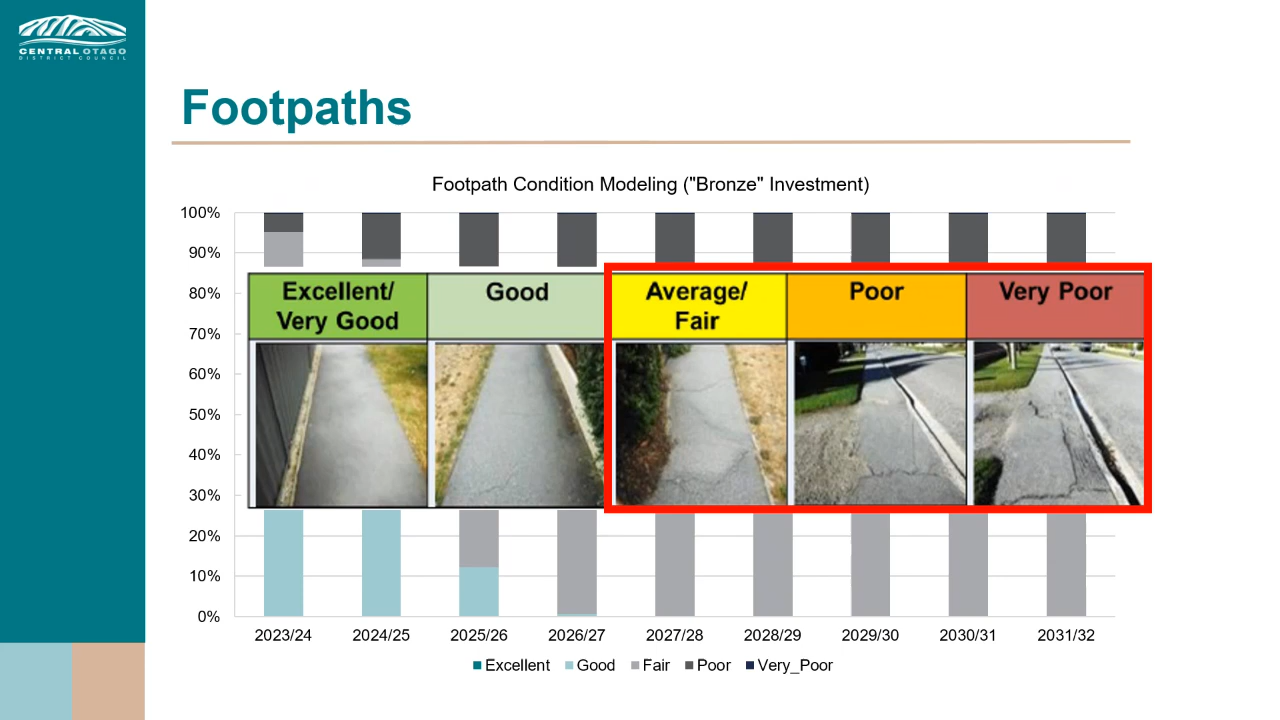 CENTRAL OTAGO
DISTRICT COUNCIL
Footpaths
Footpath Condition Modeling ("Bronze" Investment)
100%
90%
80%
70%
60%
50%
40%
30%
20%
10%
0%
Excellent/
Very Good
Good
Average/
Fair
Poor
Very Poor
2023/24 2024/25 2025/26 2026/27 2027/28 2028/29 2029/30 2030/31 2031/32
Excellent Good Fair Poor Very_Poor